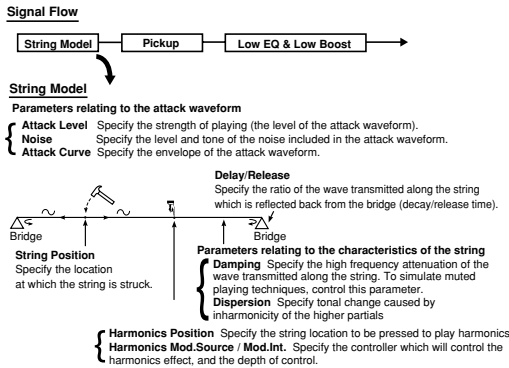 Signal Flow
String Model
Pickup
Low EQ & Low Boost
String Model
Parameters relating to the attack waveform
Attack Level Specify the strength of playing (the level of the attack waveform).
Noise Specify the level and tone of the noise included in the attack waveform.
Attack Curve Specify the envelope of the attack waveform.
Delay/Release
Specify the ratio of the wave transmitted along the string
which is reflected back from the bridge (decay/release time).
Bridge
Bridge
String Position
Specify the location
at which the string is struck.
Parameters relating to the characteristics of the string
Damping Specify the high frequency attenuation of the
wave transmitted along the string. To simulate muted
playing techniques, control this parameter.
Dispersion Specify tonal change caused by
inharmonicity of the higher partials
Harmonics Position Specify the string location to be pressed to play harmonics
Harmonics Mod.Source / Mod.Int. Specify the controller which will control the
harmonics effect, and the depth of control.